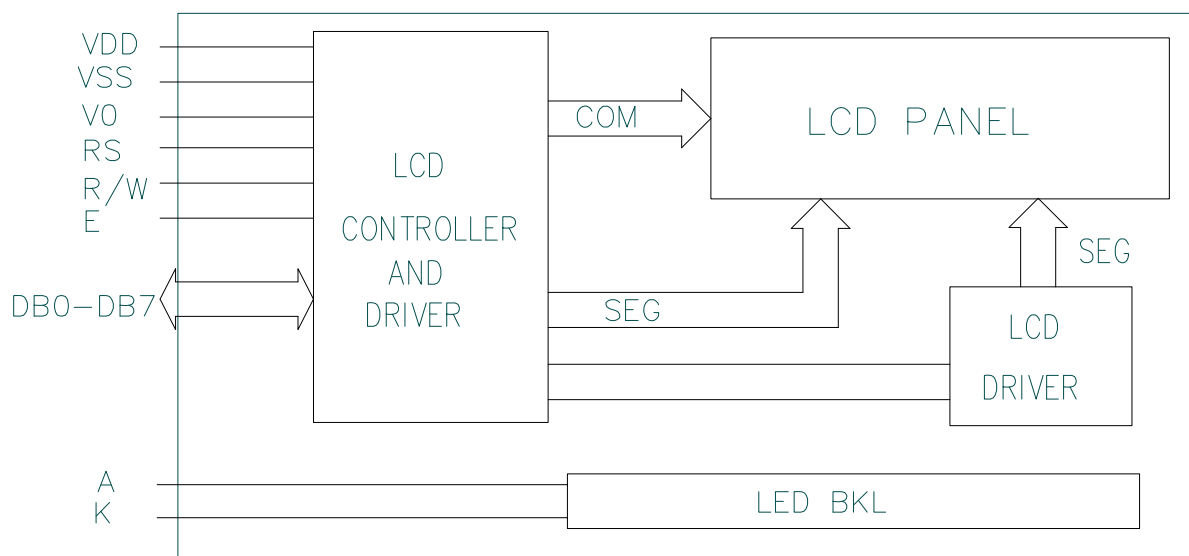 VDD
VSS
V0
RS
R/W
E
DB0-DB7
LCD
CONTROLLER
AND
DRIVER
COM
LCD PANEL
SEG
SEG
LCD
DRIVER
A
K
LED BKL